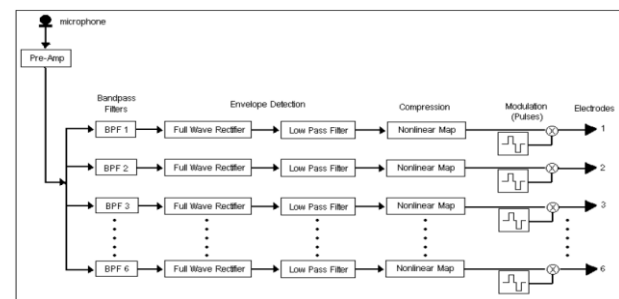 microphone
Pre-Amp
Bandpass Filters
Envelope Detection
Compression
Modulation (Pulses)
Electrodes
BPF 1 Full Wave Rectifier Low Pass Filter Nonlinear Map 1
BPF 2 Full Wave Rectifier Low Pass Filter Nonlinear Map 2
BPF 3 Full Wave Rectifier Low Pass Filter Nonlinear Map 3
BPF 6 Full Wave Rectifier Low Pass Filter Nonlinear Map 6